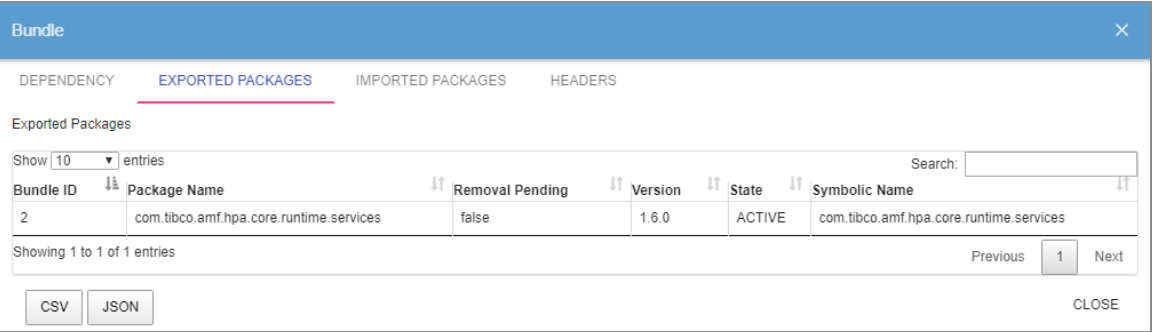 Bundle ×
DEPENDENCY EXPORTED PACKAGES IMPORTED PACKAGES HEADERS
Exported Packages
Show 10 entries Search:
Bundle ID Package Name Removal Pending Version State Symbolic Name
2 com.tibco.amf.hpa.core.runtime.services false 1.6.0 ACTIVE com.tibco.amf.hpa.core.runtime.services
Showing 1 to 1 of 1 entries Previous 1 Next
CSV JSON CLOSE